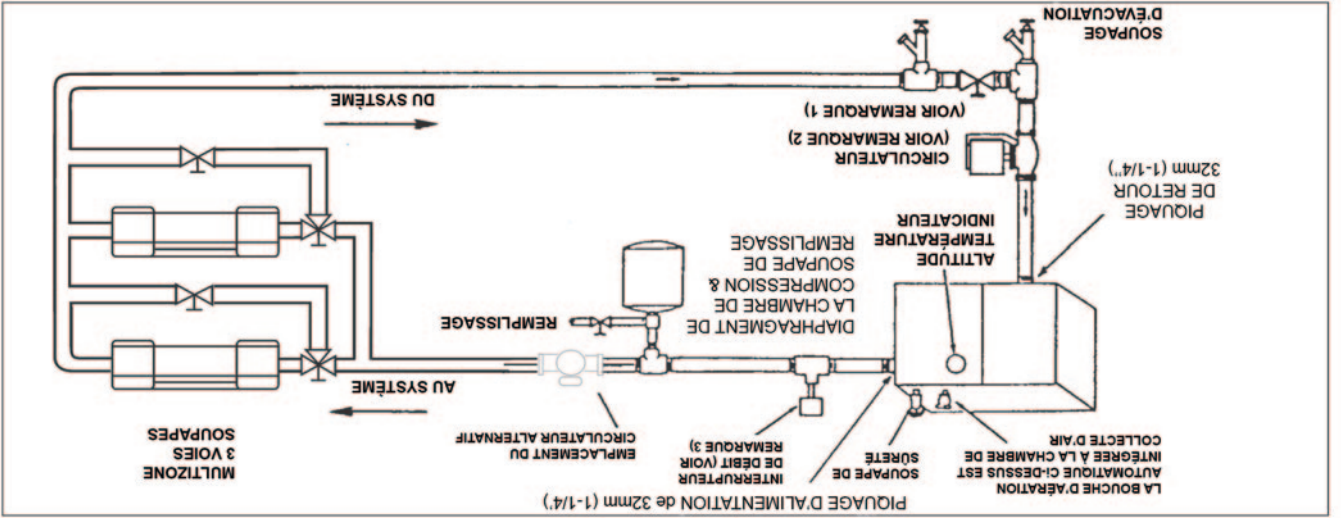 PIQUAGE D'ALIMENTATION de 32mm (1-1/4')
LA BOUCHE D'AÉRATION
AUTOMATIQUE CI-DESSUS EST
INTÉGRÉE À LA CHAMBRE DE
COLLECTE D'AIR
SOUPAPE DE
SÛRETÉ
INTERRUPTEUR
DE DÉBIT (VOIR
REMARQUE 3)
EMPLACEMENT DU
CIRCULATEUR ALTERNATIF
MULTIZONE
3 VOIES
SOUPAPES
AU SYSTÈME
REMPLISSAGE
DIAPHRAGMENT DE
LA CHAMBRE DE
COMPRESSION &
SOUPAPE DE
REMPLISSAGE
ALTITUDE
TEMPÉRATURE
INDICATEUR
PIQUAGE
DE RETOUR
32mm (1-1/4'')
CIRCULATEUR
(VOIR REMARQUE 2)
(VOIR REMARQUE 1)
DU SYSTÈME
SOUPAGE
D'ÉVACUATION